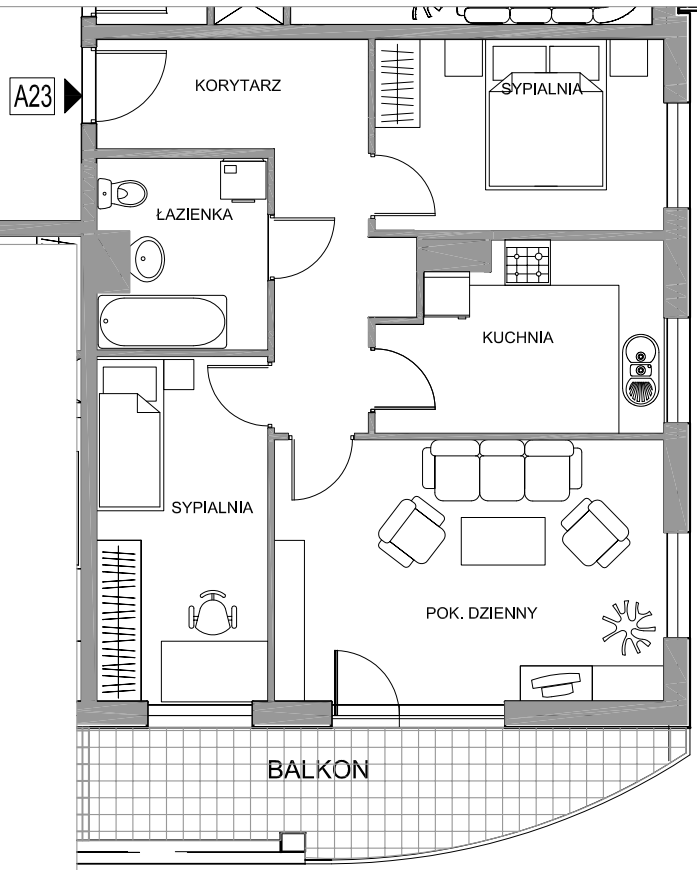 KORYTARZ
SYPIALNIA
A23
ŁAZIENKA
KUCHNIA
SYPIALNIA
POK. DZIENNY
BALKON